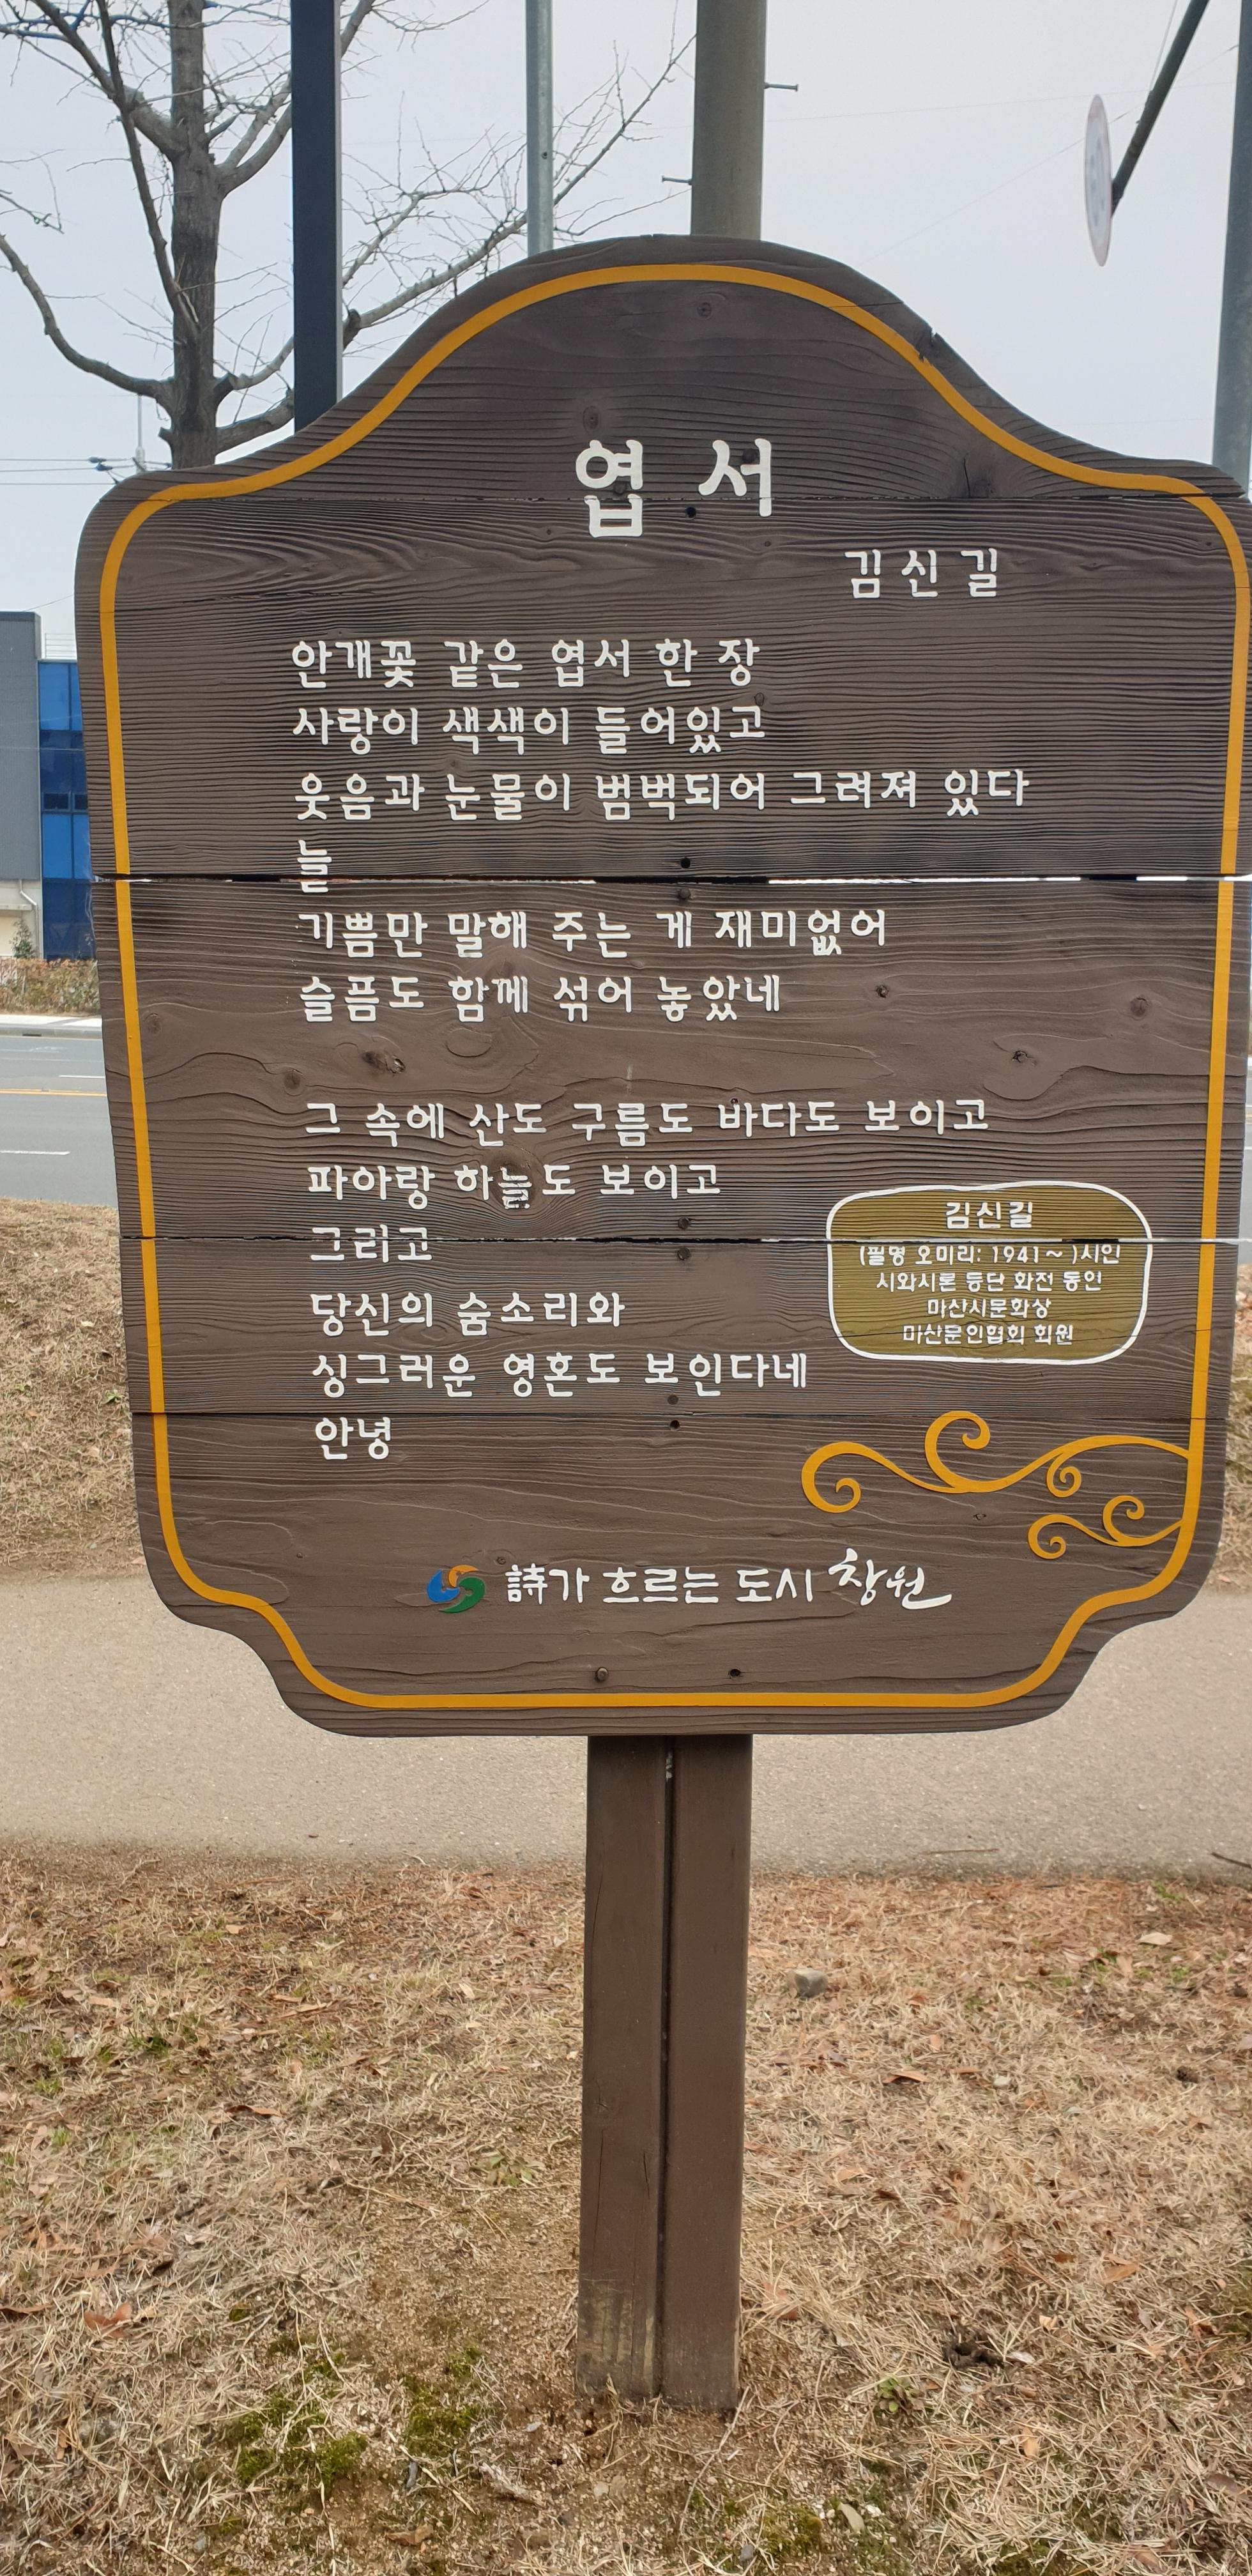 엽서
김신길
안개꽃 같은 엽서 한 장
사랑이 색색이 들어있고
웃음과 눈물이 범벅되어 그려져 있다
늘
기쁨만 말해 주는 게 재미없어
슬픔도 함께 섞어 놓았네
그 속에 산도 구름도 바다도 보이고
파아랑 하늘도 보이고
그리고
당신의 숨소리와
싱그러운 영혼도 보인다네
안녕
김신길
(필명 오미리: 1941~ )시인
시와시론 등단 화전 동인
마산시문화상
마산문인협회 회원
詩가 흐르는 도시 창원